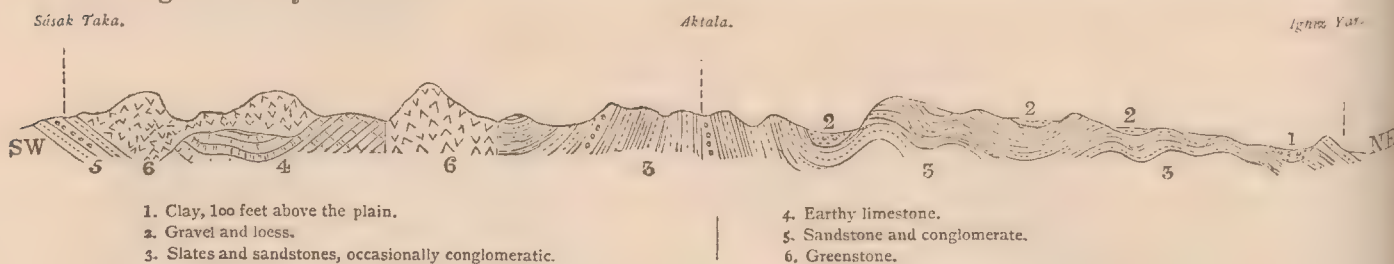 Sásak Taka. Aktala. Ignız Yar.
2 2 2 1
SW 5 6 4 6 3 3 3 NE
1. Clay, 100 feet above the plain.
2. Gravel and loess.
3. Slates and sandstones, occasionally conglomeratic.
4. Earthy limestone.
5. Sandstone and conglomerate.
6. Greenstone.